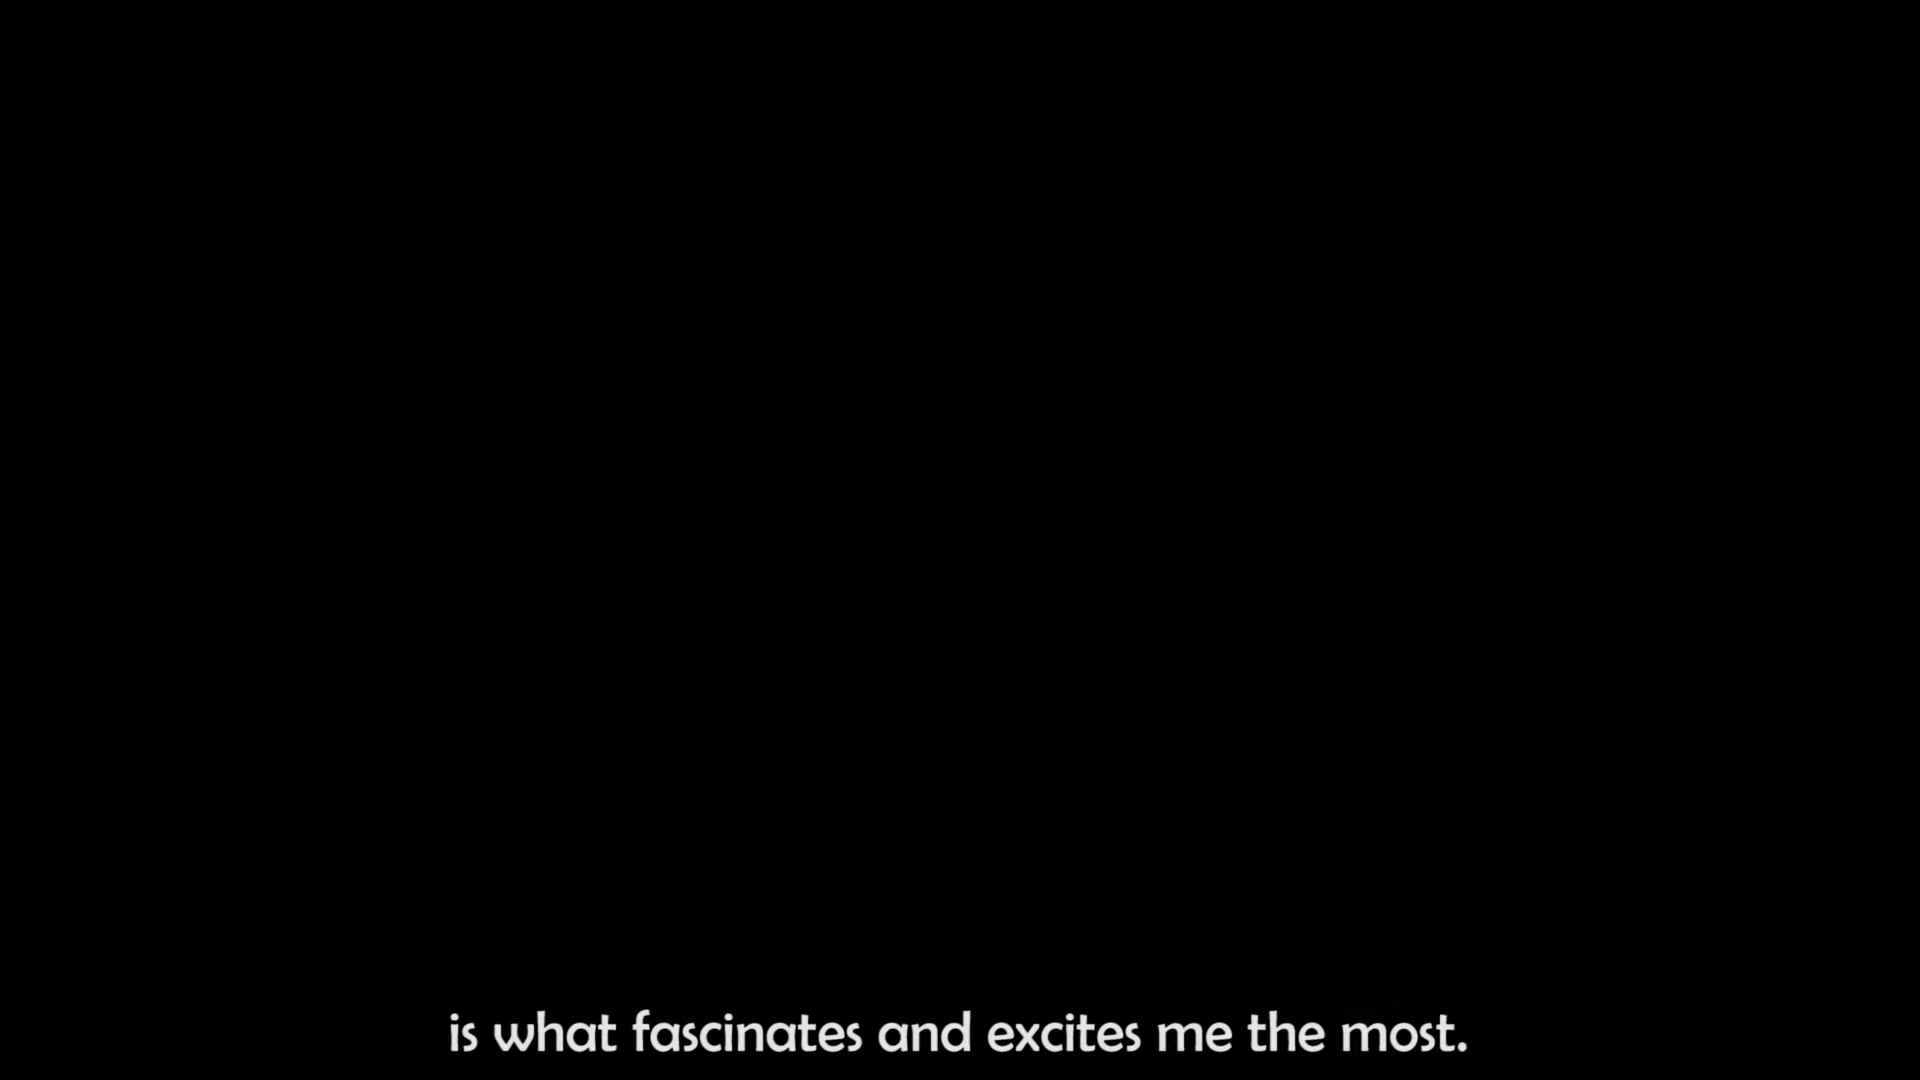 is what fascinates and excites me the most.